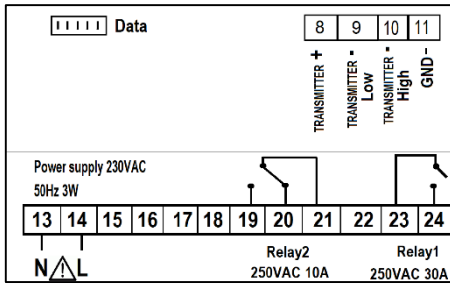 Data
8 9 10 11
TRANSMITTER +
TRANSMITTER - Low
TRANSMITTER - High
GND -
Power supply 230VAC
50Hz 3W
13 14 15 16 17 18 19 20 21 22 23 24
N L
Relay2
250VAC 10A
Relay1
250VAC 30A